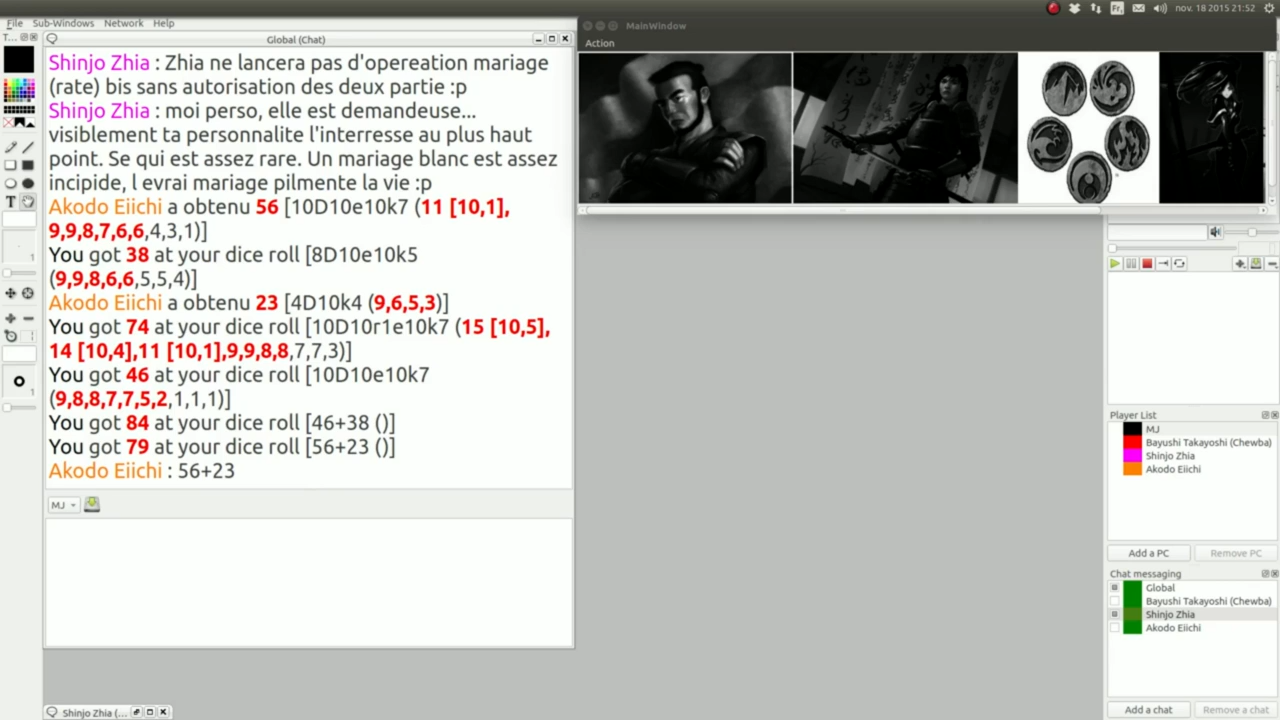 Fr₁
nov. 18 2015 21:52
File Sub-Windows Network Help
T...
Global (Chat)
MainWindow
Action
Shinjo Zhia : Zhia ne lancera pas d'opereation mariage
(rate) bis sans autorisation des deux partie :p
Shinjo Zhia : moi perso, elle est demandeuse...
visiblement ta personnalite l'interresse au plus haut
point. Se qui est assez rare. Un mariage blanc est assez
incipide, l evrai mariage pilmente la vie :p
Akodo Eiichi a obtenu 56 [10D10e10k7 (11 [10,1],
9,9,8,7,6,6,4,3,1)]
You got 38 at your dice roll [8D10e10k5
(9,9,8,6,6,5,5,4)]
Akodo Eiichi a obtenu 23 [4D10k4 (9,6,5,3)]
You got 74 at your dice roll [10D10r1e10k7 (15 [10,5],
14 [10,4],11 [10,1],9,9,8,8,7,7,3)]
You got 46 at your dice roll [10D10e10k7
(9,8,8,7,7,5,2,1,1,1)]
You got 84 at your dice roll [46+38 ()]
You got 79 at your dice roll [56+23 ()]
Akodo Eiichi : 56+23
T
1
1
1
MJ
Player List
MJ
Bayushi Takayoshi (Chewba)
Shinjo Zhia
Akodo Eiichi
Add a PC
Remove PC
Chat messaging
Global
Bayushi Takayoshi (Chewba)
Shinjo Zhia
Akodo Eiichi
Add a chat
Remove a chat
Shinjo Zhia (...